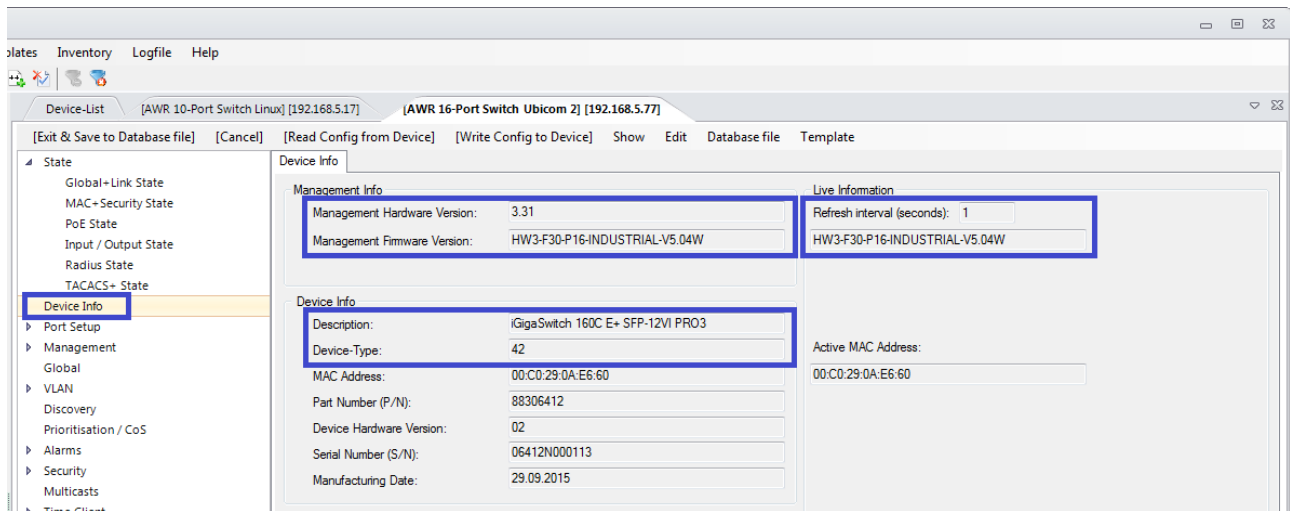 plates Inventory Logfile Help
Device-List [AWR 10-Port Switch Linux] [192.168.5.17] [AWR 16-Port Switch Ubicom 2] [192.168.5.77]
[Exit & Save to Database file] [Cancel] [Read Config from Device] [Write Config to Device] Show Edit Database file Template
State
Global+Link State
MAC+Security State
PoE State
Input / Output State
Radius State
TACACS+ State
Device Info
Port Setup
Management
Global
VLAN
Discovery
Prioritisation / CoS
Alarms
Security
Multicasts
Time Client
Device Info
Management Info
Management Hardware Version: 3.31
Management Firmware Version: HW3-F30-P16-INDUSTRIAL-V5.04W
Live Information
Refresh interval (seconds): 1
HW3-F30-P16-INDUSTRIAL-V5.04W
Device Info
Description: iGigaSwitch 160C E+ SFP-12VI PRO3
Device-Type: 42
MAC Address: 00:C0:29:0A:E6:60
Part Number (P/N): 88306412
Device Hardware Version: 02
Serial Number (S/N): 06412N000113
Manufacturing Date: 29.09.2015
Active MAC Address:
00:C0:29:0A:E6:60